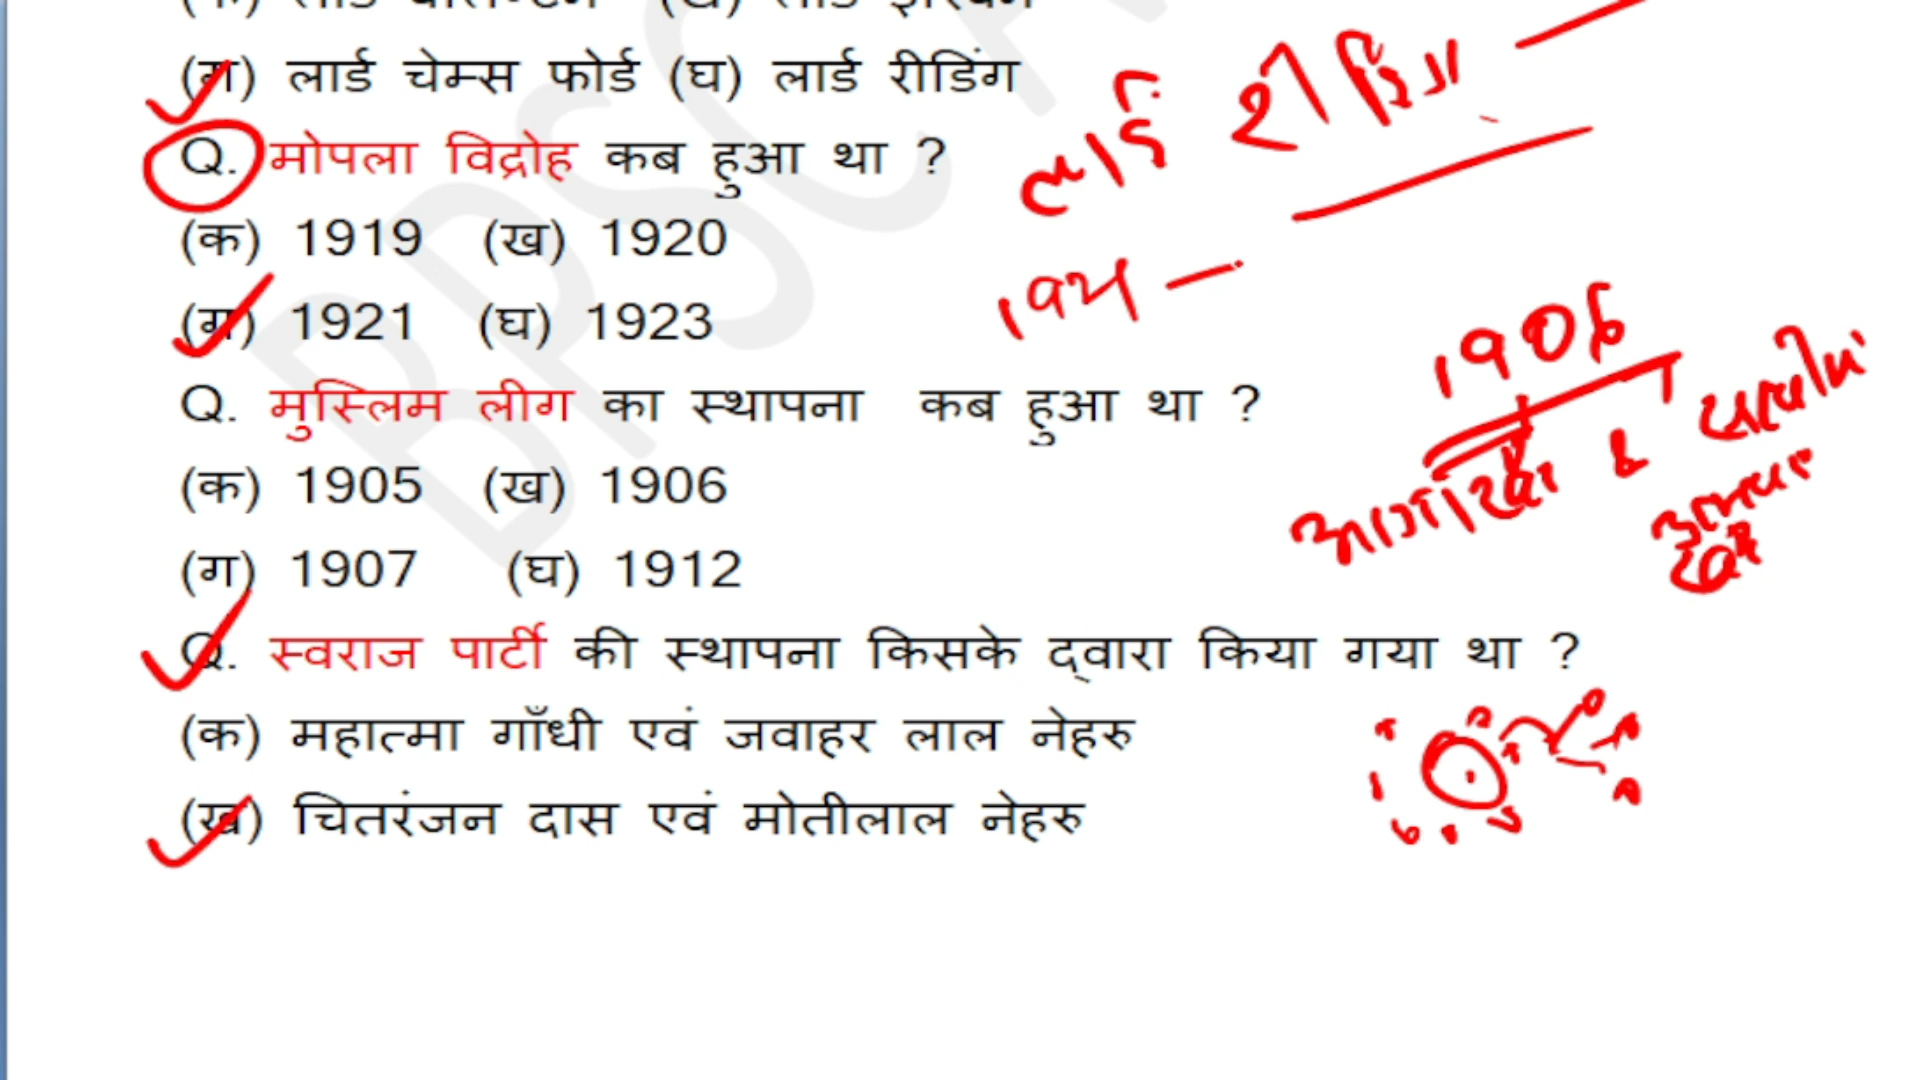 (ग) लार्ड चेम्स फोर्ड (घ) लार्ड रीडिंग
Q. मोपला विद्रोह कब हुआ था ?
लार्ड
(क) 1919 (ख) 1920
(ग) 1921 (घ) 1923
1906
Q. मुस्लिम लीग का स्थापना कब हुआ था ?
(क) 1905 (ख) 1906
आगाखां &
(ग) 1907 (घ) 1912
Q. स्वराज पार्टी की स्थापना किसके द्वारा किया गया था ?
(क) महात्मा गाँधी एवं जवाहर लाल नेहरु
(ख) चितरंजन दास एवं मोतीलाल नेहरु